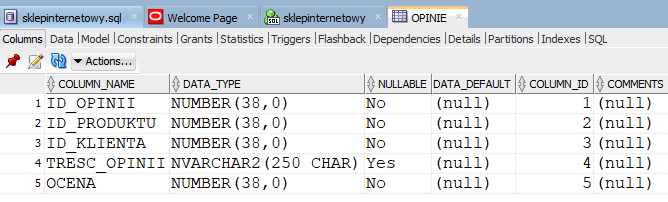 sklepinternetowy.sql Welcome Page sklepinternetowy OPINIE
Columns Data Model Constraints Grants Statistics Triggers Flashback Dependencies Details Partitions Indexes SQL
Actions...
COLUMN_NAME DATA_TYPE NULLABLE DATA_DEFAULT COLUMN_ID COMMENTS
1 ID_OPINII NUMBER(38,0) No (null) 1 (null)
2 ID_PRODUKTU NUMBER(38,0) No (null) 2 (null)
3 ID_KLIENTA NUMBER(38,0) No (null) 3 (null)
4 TRESC_OPINII NVARCHAR2(250 CHAR) Yes (null) 4 (null)
5 OCENA NUMBER(38,0) No (null) 5 (null)